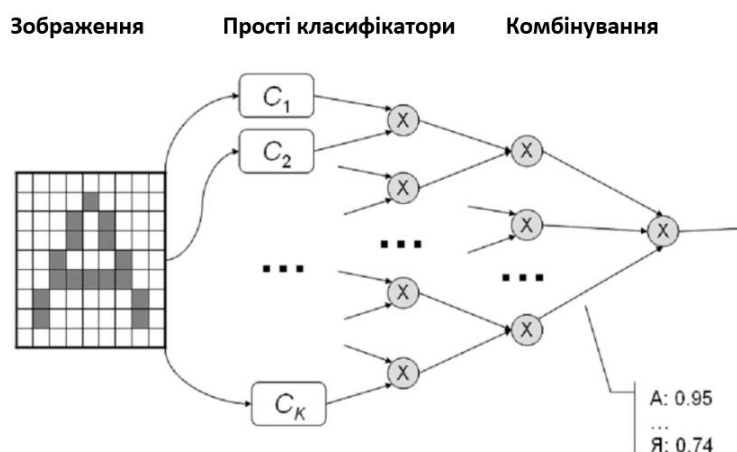 Зображення
Прості класифікатори
Комбінування
C1
C2
CK
X
X
X
X
X
X
X
X
...
...
...
А: 0.95
...
Я: 0.74